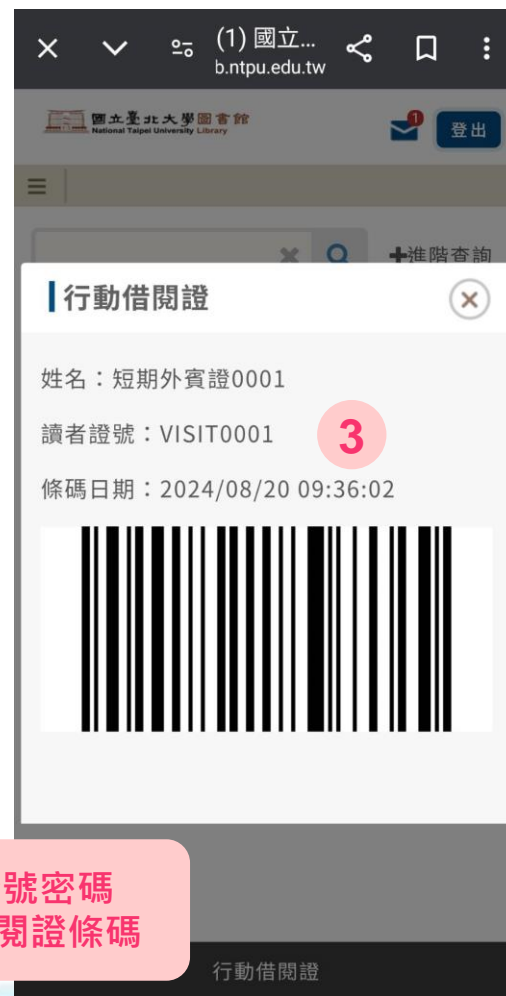 (1) 國立...
b.ntpu.edu.tw
國立臺北大學圖書館
National Taipei University Library
1
登出
進階查詢
行動借閱證
姓名：短期外賓證0001
讀者證號：VISIT0001
3
條碼日期：2024/08/20 09:36:02
號密碼
閱證條碼
行動借閱證